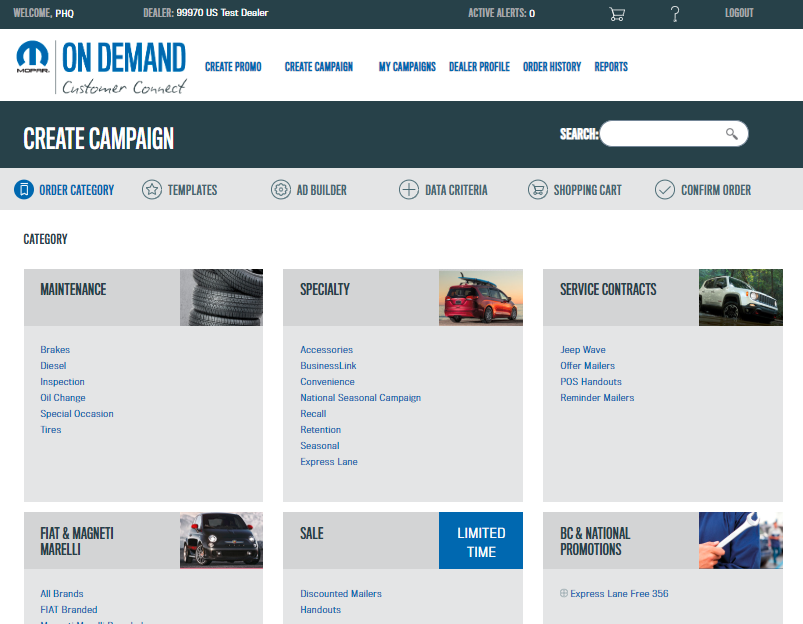 WELCOME, PHQ
DEALER: 99970 US Test Dealer
ACTIVE ALERTS: 0
LOGOUT
MOPAR
ON DEMAND
Customer Connect
CREATE PROMO
CREATE CAMPAIGN
MY CAMPAIGNS
DEALER PROFILE
ORDER HISTORY
REPORTS
CREATE CAMPAIGN
SEARCH:
ORDER CATEGORY
TEMPLATES
AD BUILDER
DATA CRITERIA
SHOPPING CART
CONFIRM ORDER
CATEGORY
MAINTENANCE
Brakes
Diesel
Inspection
Oil Change
Special Occasion
Tires
SPECIALTY
Accessories
BusinessLink
Convenience
National Seasonal Campaign
Recall
Retention
Seasonal
Express Lane
SERVICE CONTRACTS
Jeep Wave
Offer Mailers
POS Handouts
Reminder Mailers
FIAT & MAGNETI
MARELLI
All Brands
FIAT Branded
SALE
LIMITED
TIME
Discounted Mailers
Handouts
BC & NATIONAL
PROMOTIONS
Express Lane Free 356